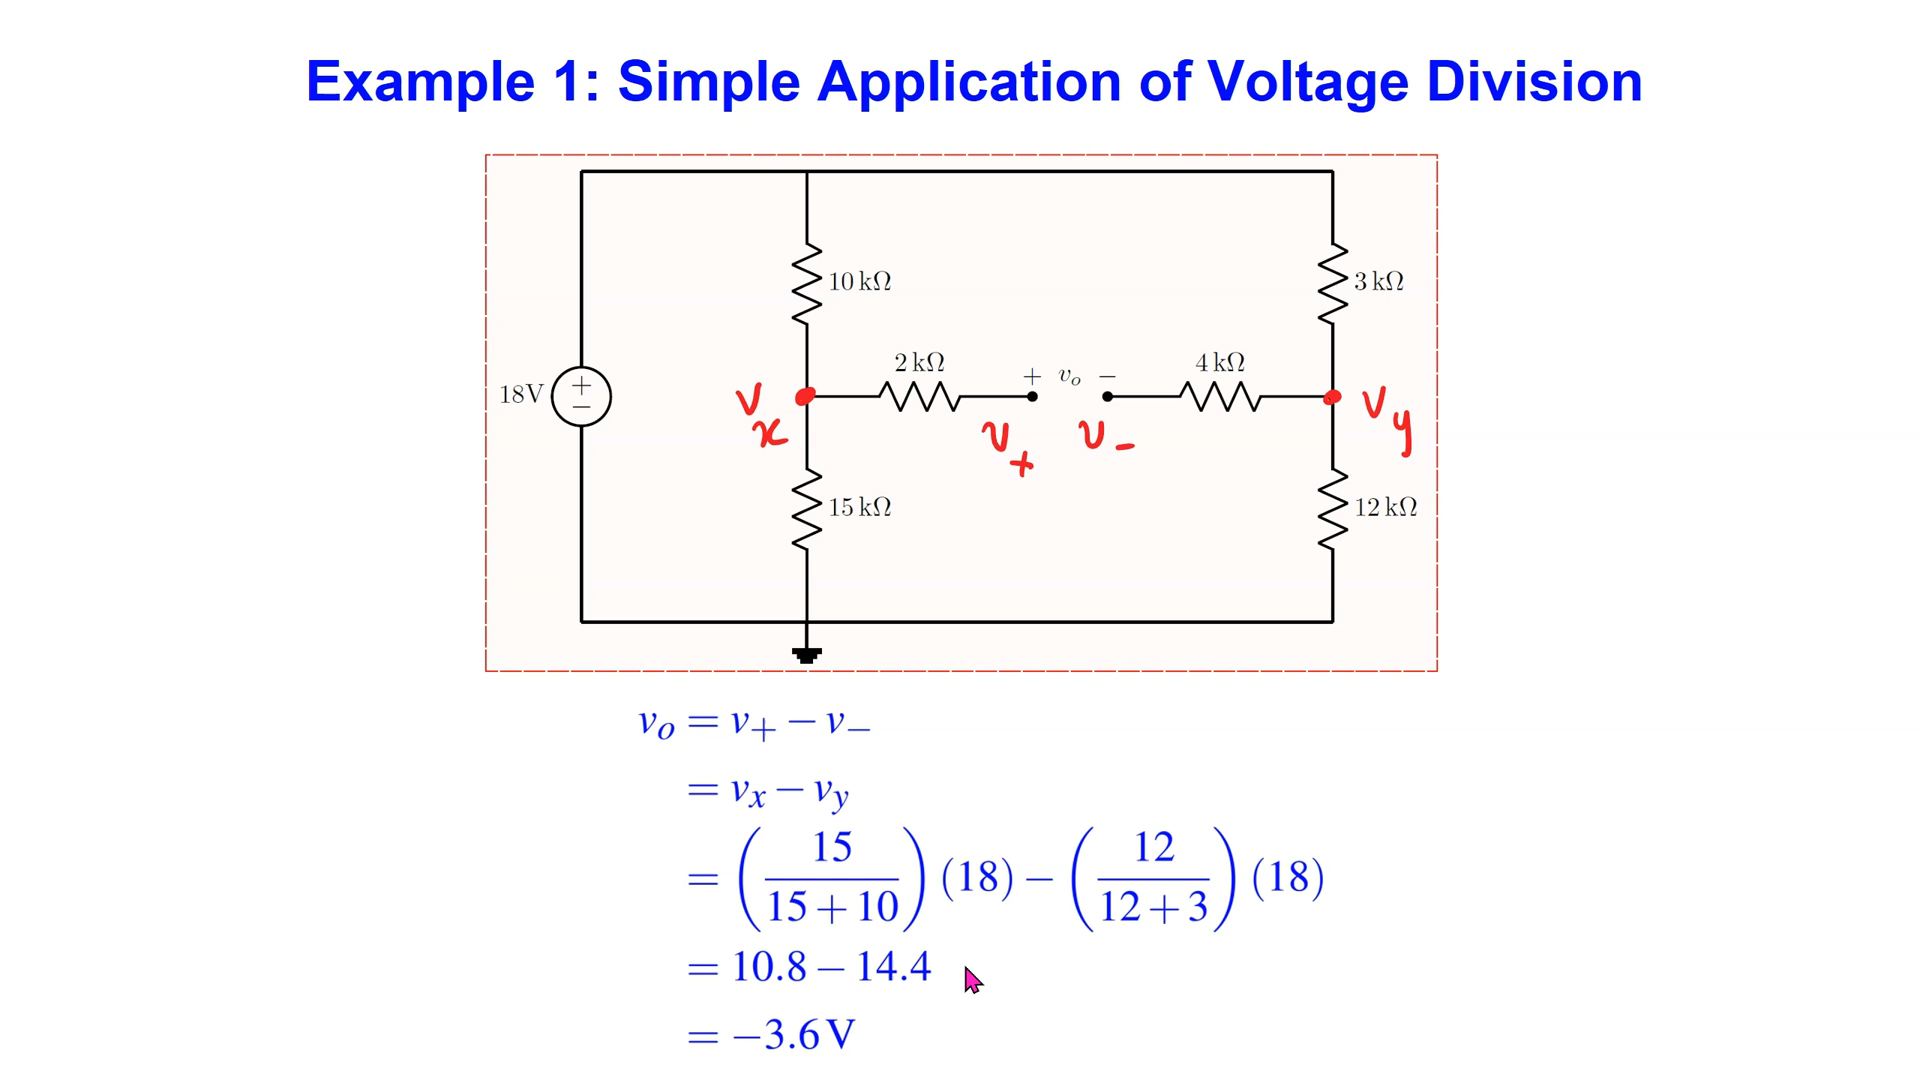 Example 1: Simple Application of Voltage Division
10 kΩ
3 kΩ
2 kΩ
4 kΩ
+ v_o −
18V
+
−
v_x
v_+
v_-
v_y
15 kΩ
12 kΩ
v_o = v_+ − v_−
= v_x − v_y
= (15/(15+10)) (18) − (12/(12+3)) (18)
= 10.8 − 14.4
= −3.6 V